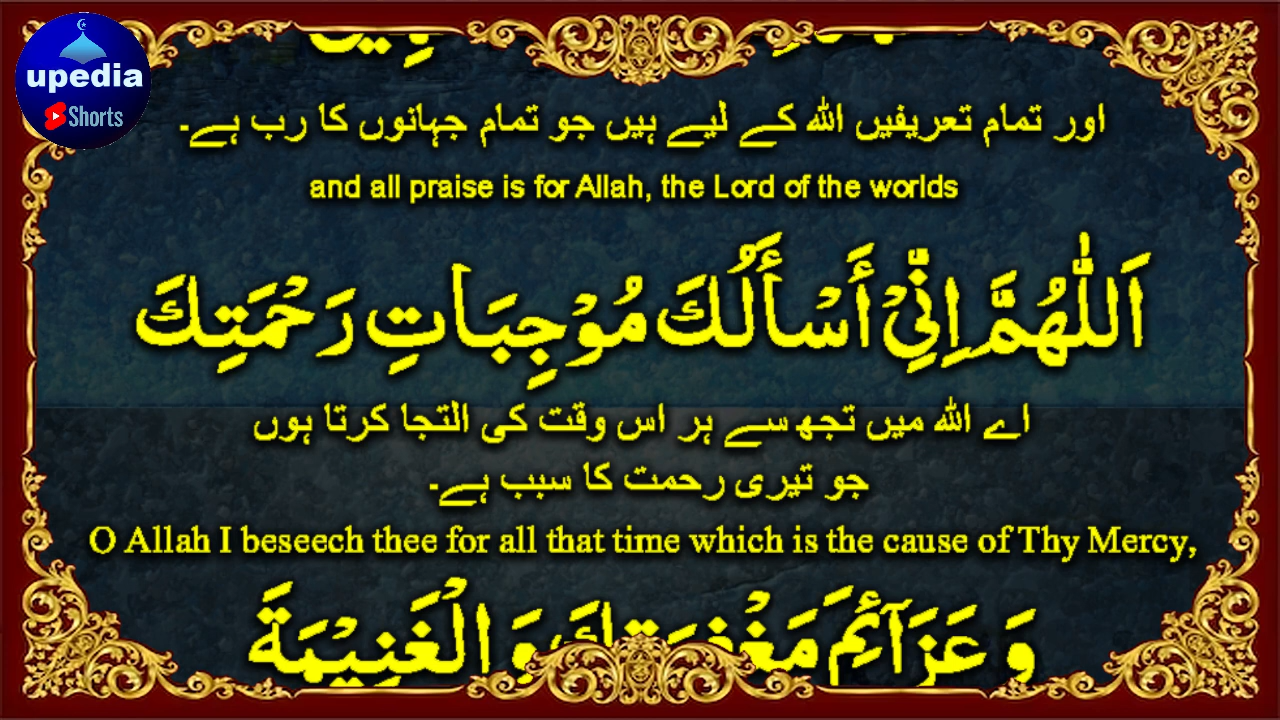 upedia
Shorts
اور تمام تعریفیں اللہ کے لیے ہیں جو تمام جہانوں کا رب ہے۔
and all praise is for Allah, the Lord of the worlds
اَللّٰهُمَّ اِنِّيْ أَسْأَلُكَ مُوْجِبَاتِ رَحْمَتِكَ
اے اللہ میں تجھ سے ہر اس وقت کی التجا کرتا ہوں
جو تیری رحمت کا سبب ہے۔
O Allah I beseech thee for all that time which is the cause of Thy Mercy,
وَ عَزَآئِمَ مَغْفِرَتِكَ وَ الْغَنِيْمَةَ